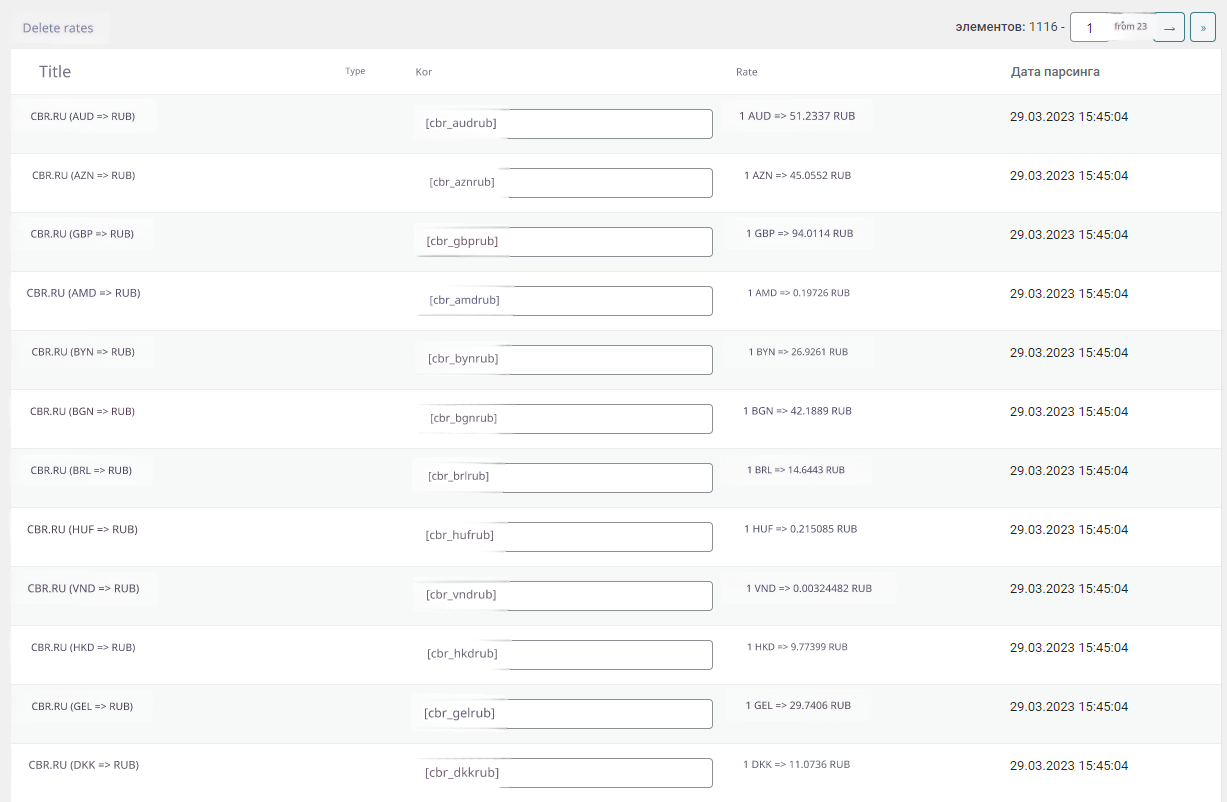 Delete rates
элементов: 1116 - 1 from 23 → »
Title Type Kor Rate Дата парсинга
CBR.RU (AUD => RUB) [cbr_audrub] 1 AUD => 51.2337 RUB 29.03.2023 15:45:04
CBR.RU (AZN => RUB) [cbr_aznrub] 1 AZN => 45.0552 RUB 29.03.2023 15:45:04
CBR.RU (GBP => RUB) [cbr_gbprub] 1 GBP => 94.0114 RUB 29.03.2023 15:45:04
CBR.RU (AMD => RUB) [cbr_amdrub] 1 AMD => 0.19726 RUB 29.03.2023 15:45:04
CBR.RU (BYN => RUB) [cbr_bynrub] 1 BYN => 26.9261 RUB 29.03.2023 15:45:04
CBR.RU (BGN => RUB) [cbr_bgnrub] 1 BGN => 42.1889 RUB 29.03.2023 15:45:04
CBR.RU (BRL => RUB) [cbr_brlrub] 1 BRL => 14.6443 RUB 29.03.2023 15:45:04
CBR.RU (HUF => RUB) [cbr_hufrub] 1 HUF => 0.215085 RUB 29.03.2023 15:45:04
CBR.RU (VND => RUB) [cbr_vndrub] 1 VND => 0.00324482 RUB 29.03.2023 15:45:04
CBR.RU (HKD => RUB) [cbr_hkdrub] 1 HKD => 9.77399 RUB 29.03.2023 15:45:04
CBR.RU (GEL => RUB) [cbr_gelrub] 1 GEL => 29.7406 RUB 29.03.2023 15:45:04
CBR.RU (DKK => RUB) [cbr_dkkrub] 1 DKK => 11.0736 RUB 29.03.2023 15:45:04